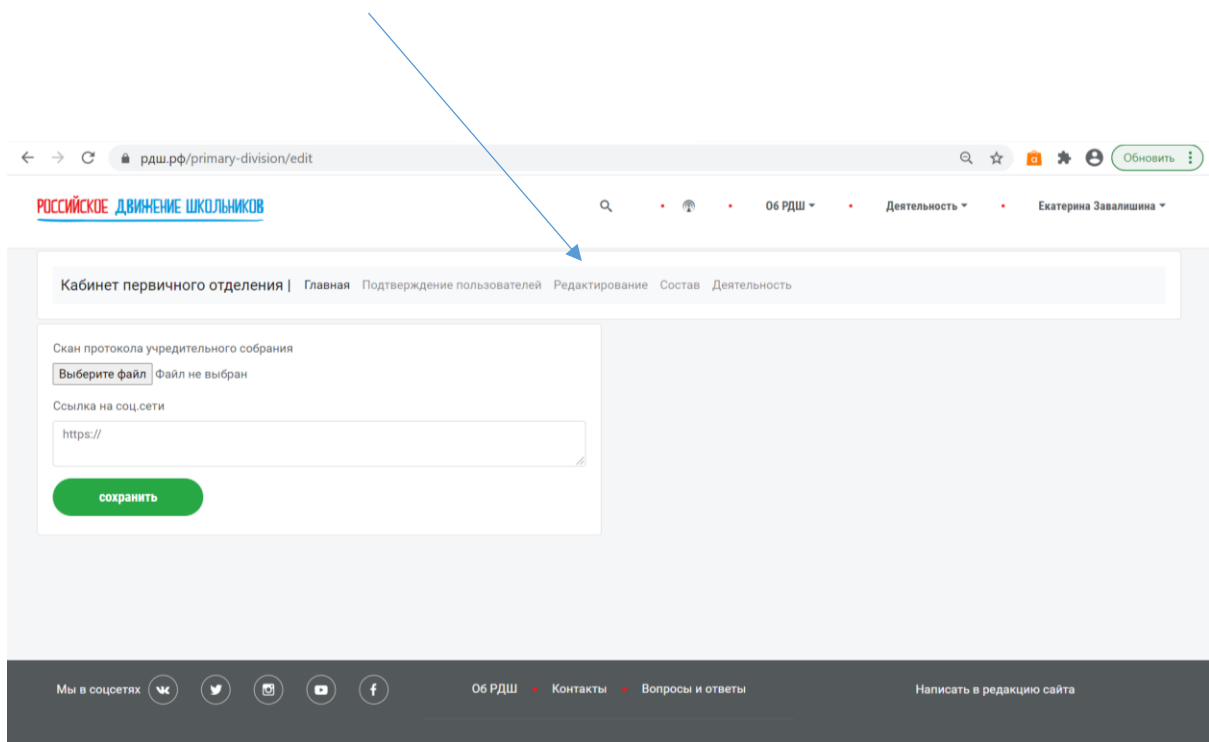 рдш.рф/primary-division/edit
Обновить
РОССИЙСКОЕ ДВИЖЕНИЕ ШКОЛЬНИКОВ
Об РДШ
Деятельность
Екатерина Завалишина
Кабинет первичного отделения | Главная Подтверждение пользователей Редактирование Состав Деятельность
Скан протокола учредительного собрания
Выберите файл Файл не выбран
Ссылка на соц.сети
https://
сохранить
Мы в соцсетях
Об РДШ • Контакты • Вопросы и ответы
Написать в редакцию сайта